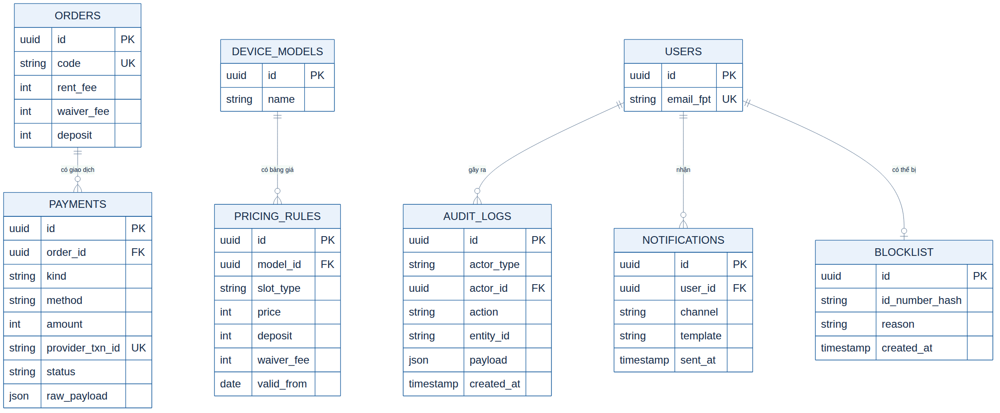 ORDERS
uuid id PK
string code UK
int rent_fee
int waiver_fee
int deposit
DEVICE_MODELS
uuid id PK
string name
USERS
uuid id PK
string email_fpt UK
có giao dịch
có bảng giá
gây ra
nhận
có thể bị
PAYMENTS
uuid id PK
uuid order_id FK
string kind
string method
int amount
string provider_txn_id UK
string status
json raw_payload
PRICING_RULES
uuid id PK
uuid model_id FK
string slot_type
int price
int deposit
int waiver_fee
date valid_from
AUDIT_LOGS
uuid id PK
string actor_type
uuid actor_id FK
string action
string entity_id
json payload
timestamp created_at
NOTIFICATIONS
uuid id PK
uuid user_id FK
string channel
string template
timestamp sent_at
BLOCKLIST
uuid id PK
string id_number_hash
string reason
timestamp created_at